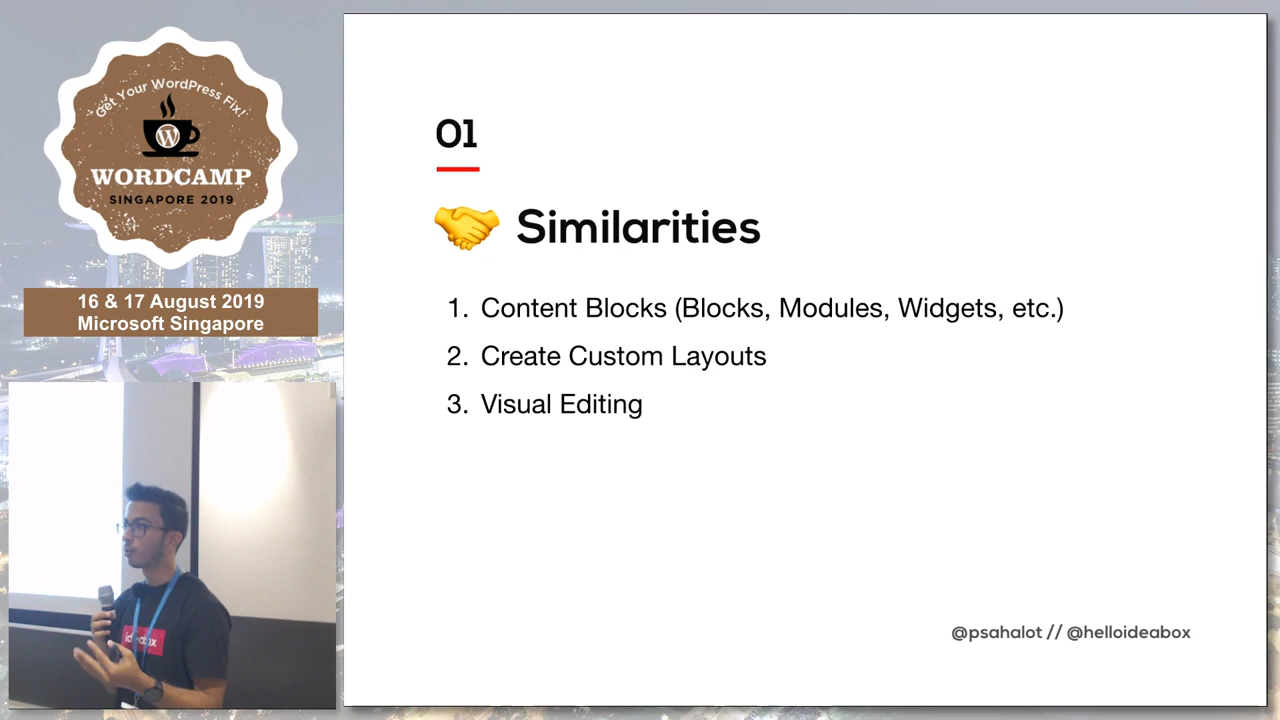 Get Your WordPress Fix!
WORDCAMP
SINGAPORE 2019
16 & 17 August 2019
Microsoft Singapore
01
Similarities
1. Content Blocks (Blocks, Modules, Widgets, etc.)
2. Create Custom Layouts
3. Visual Editing
@psahalot // @helloideabox